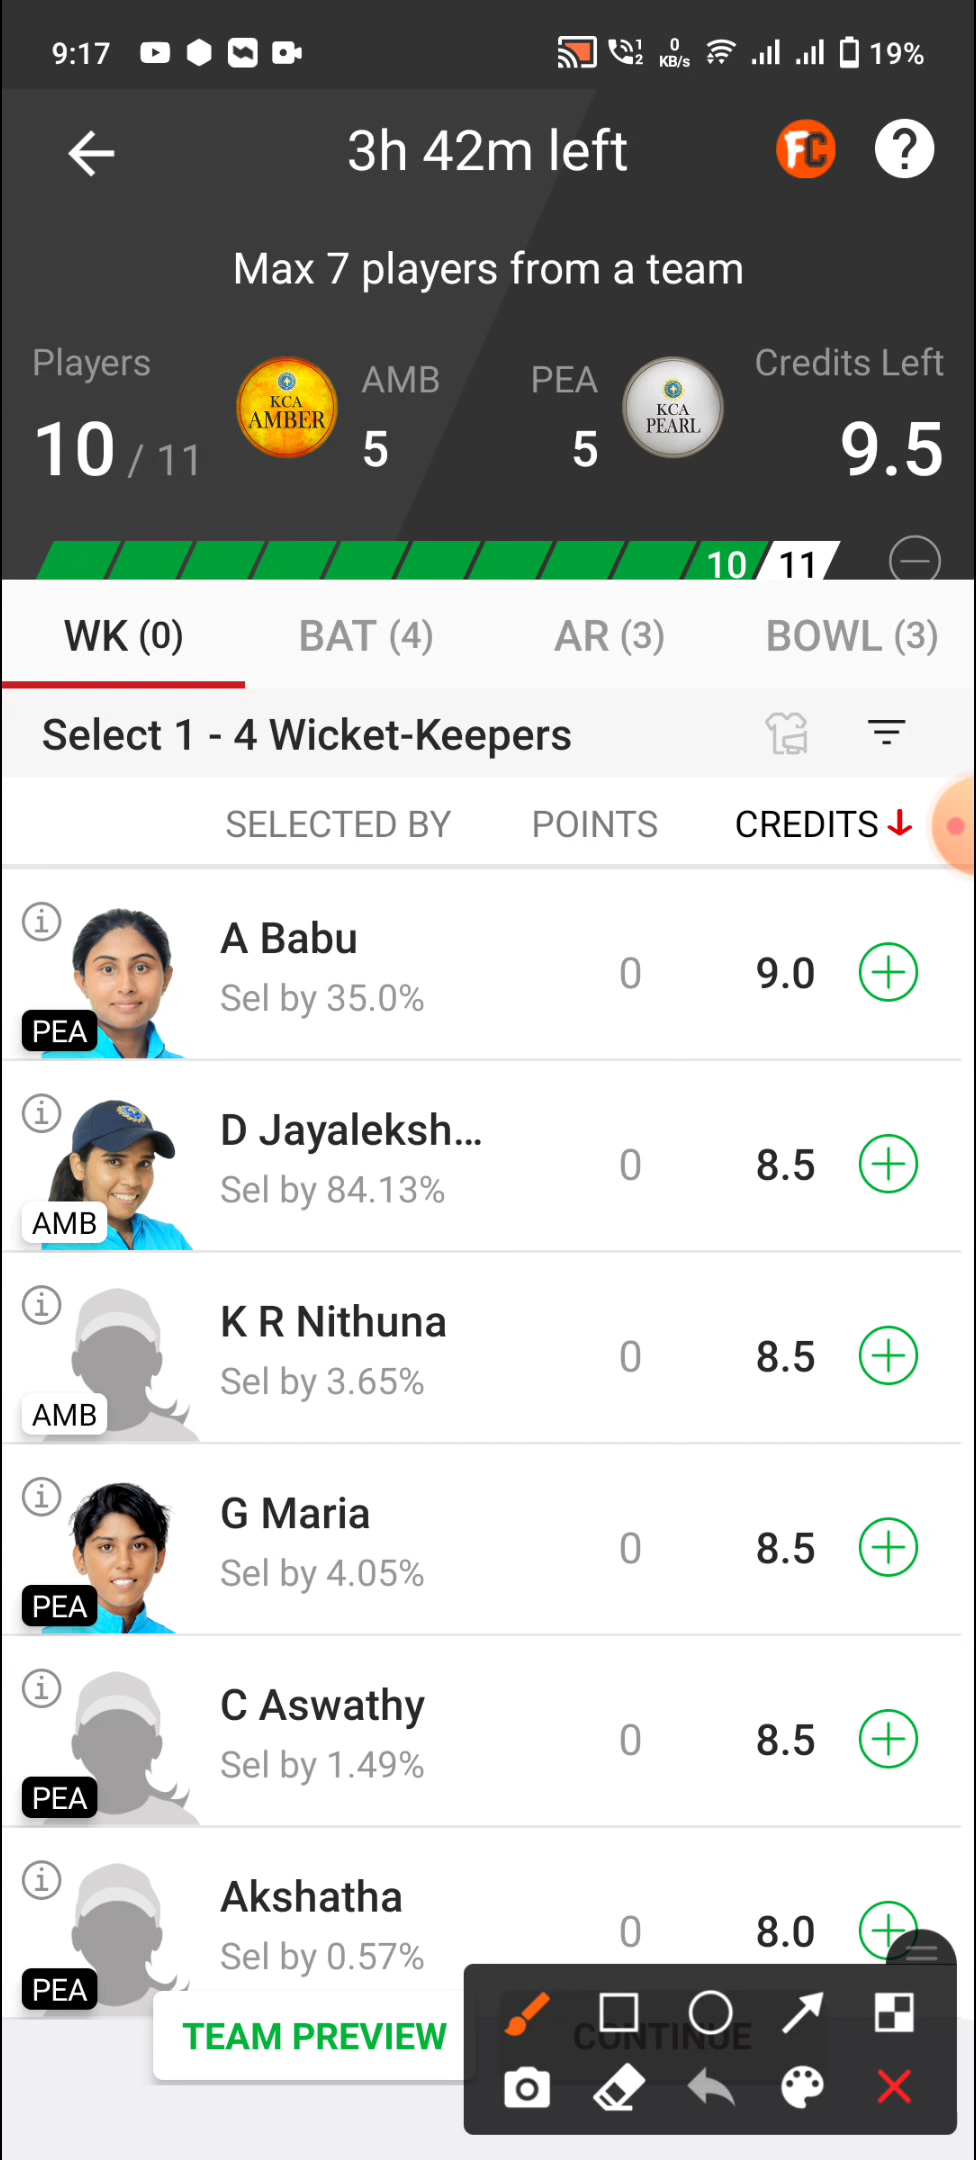 9:17
1
2
0
KB/s
19%
3h 42m left
FC
?
Max 7 players from a team
Players
AMB
PEA
Credits Left
KCA
AMBER
KCA
PEARL
10 / 11
5
5
9.5
10
11
WK (0)
BAT (4)
AR (3)
BOWL (3)
Select 1 - 4 Wicket-Keepers
SELECTED BY
POINTS
CREDITS
i
A Babu
Sel by 35.0%
0
9.0
PEA
i
D Jayaleksh...
Sel by 84.13%
0
8.5
AMB
i
K R Nithuna
Sel by 3.65%
0
8.5
AMB
i
G Maria
Sel by 4.05%
0
8.5
PEA
i
C Aswathy
Sel by 1.49%
0
8.5
PEA
i
Akshatha
Sel by 0.57%
0
8.0
PEA
TEAM PREVIEW
CONTINUE